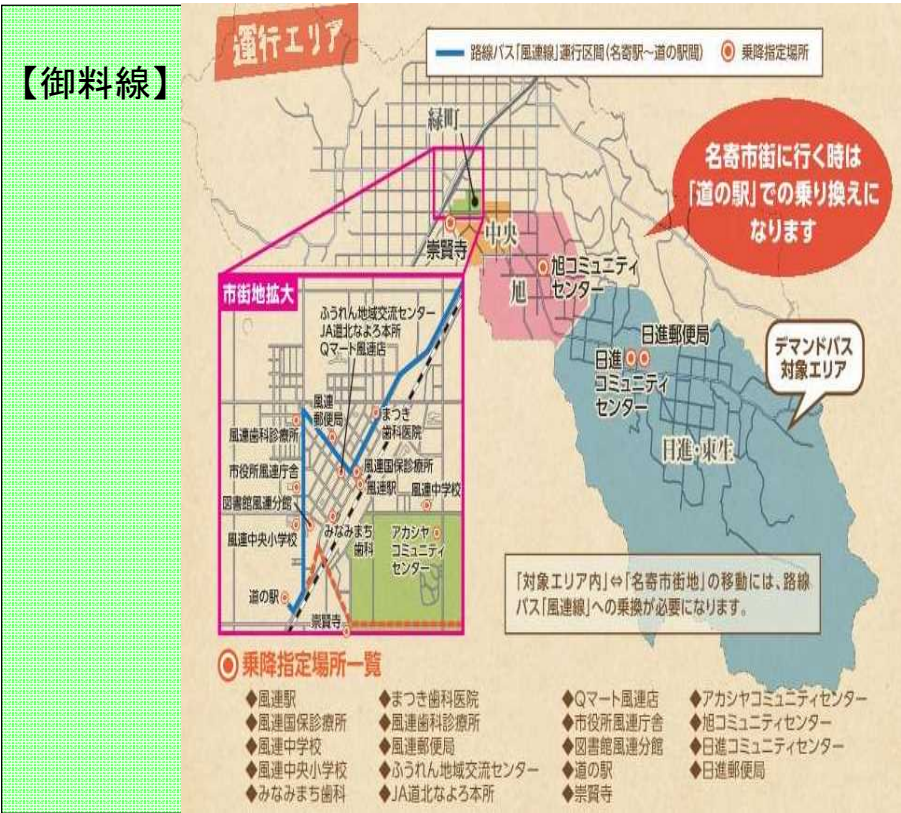 【御料線】
運行エリア
路線バス「風連線」運行区間(名寄駅～道の駅間)
乗降指定場所
緑町
名寄市街に行く時は
「道の駅」での乗り換えに
なります
崇賢寺
中央
旭コミュニティ
センター
旭
市街地拡大
ふうれん地域交流センター
JA道北なよろ本所
Qマート風連店
日進郵便局
日進
コミュニティ
センター
デマンドバス
対象エリア
日進・東生
風連
郵便局
まつき
歯科医院
風連歯科診療所
市役所風連庁舎
風連国保診療所
風連駅
風連中学校
図書館風連分館
風連中央小学校
みなみまち
歯科
アカシヤ
コミュニティ
センター
道の駅
崇賢寺
「対象エリア内」⇔「名寄市街地」の移動には、路線
バス「風連線」への乗換が必要になります。
乗降指定場所一覧
◆風連駅 ◆まつき歯科医院 ◆Qマート風連店 ◆アカシヤコミュニティセンター
◆風連国保診療所 ◆風連歯科診療所 ◆市役所風連庁舎 ◆旭コミュニティセンター
◆風連中学校 ◆風連郵便局 ◆図書館風連分館 ◆日進コミュニティセンター
◆風連中央小学校 ◆ふうれん地域交流センター ◆道の駅 ◆日進郵便局
◆みなみまち歯科 ◆JA道北なよろ本所 ◆崇賢寺